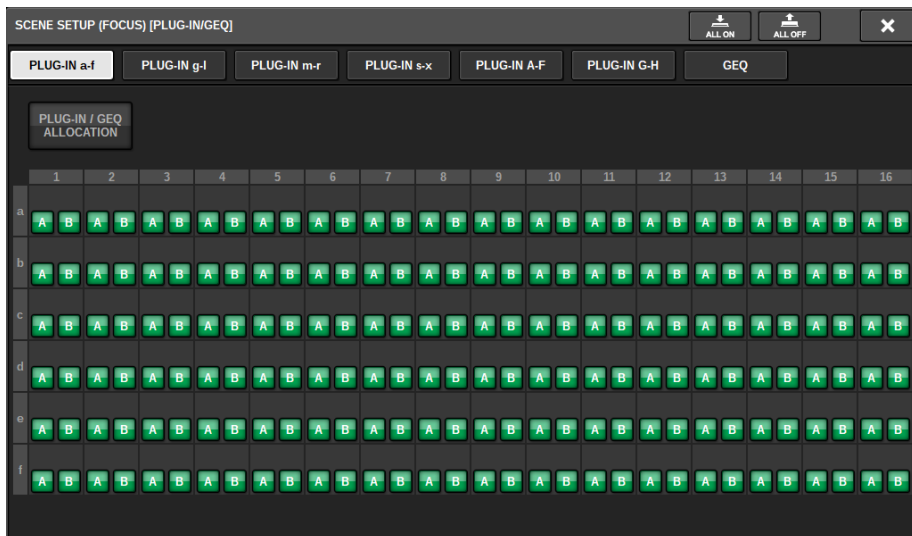 SCENE SETUP (FOCUS) [PLUG-IN/GEQ]
ALL ON ALL OFF
PLUG-IN a-f PLUG-IN g-l PLUG-IN m-r PLUG-IN s-x PLUG-IN A-F PLUG-IN G-H GEQ
PLUG-IN / GEQ
ALLOCATION
1 2 3 4 5 6 7 8 9 10 11 12 13 14 15 16
a A B A B A B A B A B A B A B A B A B A B A B A B A B A B A B A B
b A B A B A B A B A B A B A B A B A B A B A B A B A B A B A B A B
c A B A B A B A B A B A B A B A B A B A B A B A B A B A B A B A B
d A B A B A B A B A B A B A B A B A B A B A B A B A B A B A B A B
e A B A B A B A B A B A B A B A B A B A B A B A B A B A B A B A B
f A B A B A B A B A B A B A B A B A B A B A B A B A B A B A B A B